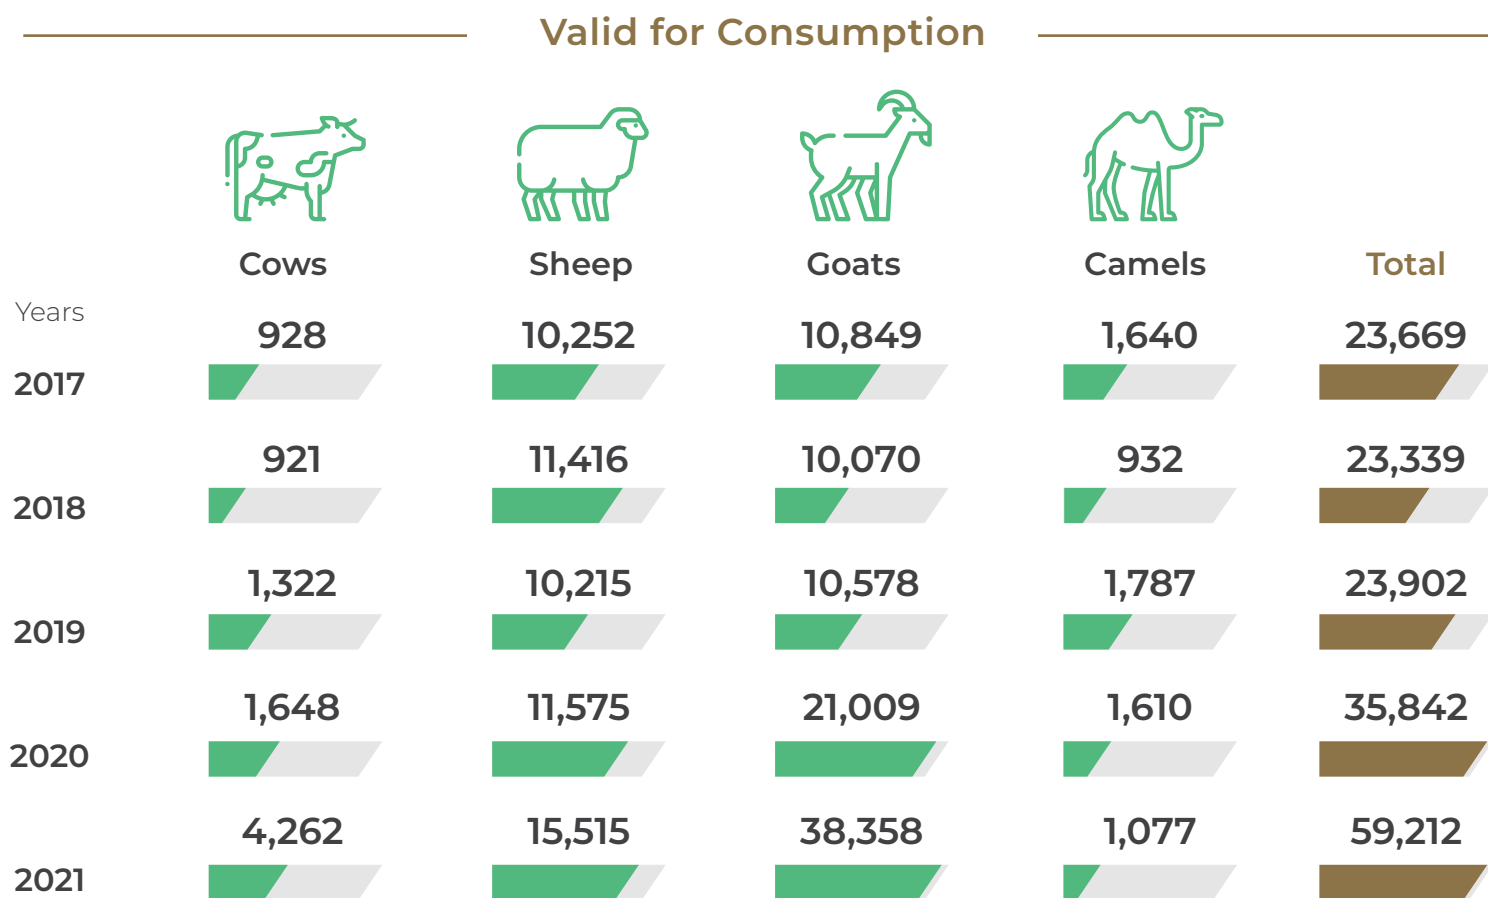 Valid for Consumption
Cows Sheep Goats Camels Total
Years
928 10,252 10,849 1,640 23,669
2017
921 11,416 10,070 932 23,339
2018
1,322 10,215 10,578 1,787 23,902
2019
1,648 11,575 21,009 1,610 35,842
2020
4,262 15,515 38,358 1,077 59,212
2021